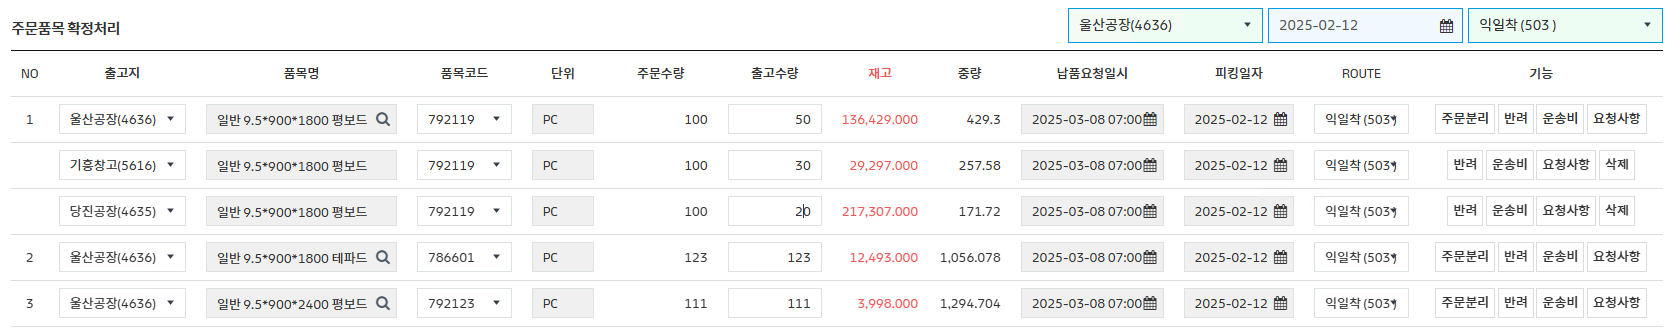 주문품목 확정처리 울산공장(4636) 2025-02-12 익일착 (503 )
NO 출고지 품목명 품목코드 단위 주문수량 출고수량 재고 중량 납품요청일시 피킹일자 ROUTE 기능
1 울산공장(4636) 일반 9.5*900*1800 평보드 792119 PC 100 50 136,429.000 429.3 2025-03-08 07:00 2025-02-12 익일착 (503 주문분리 반려 운송비 요청사항
기흥창고(5616) 일반 9.5*900*1800 평보드 792119 PC 100 30 29,297.000 257.58 2025-03-08 07:00 2025-02-12 익일착 (503 반려 운송비 요청사항 삭제
당진공장(4635) 일반 9.5*900*1800 평보드 792119 PC 100 20 217,307.000 171.72 2025-03-08 07:00 2025-02-12 익일착 (503 반려 운송비 요청사항 삭제
2 울산공장(4636) 일반 9.5*900*1800 테파드 786601 PC 123 123 12,493.000 1,056.078 2025-03-08 07:00 2025-02-12 익일착 (503 주문분리 반려 운송비 요청사항
3 울산공장(4636) 일반 9.5*900*2400 평보드 792123 PC 111 111 3,998.000 1,294.704 2025-03-08 07:00 2025-02-12 익일착 (503 주문분리 반려 운송비 요청사항